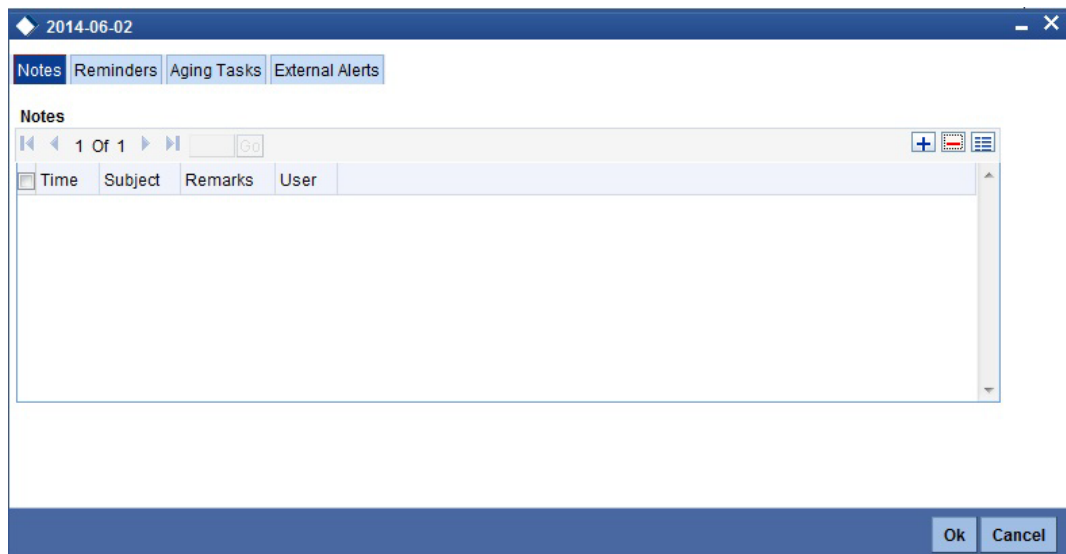 2014-06-02
Notes Reminders Aging Tasks External Alerts
Notes
1 Of 1 Go
Time Subject Remarks User
Ok Cancel